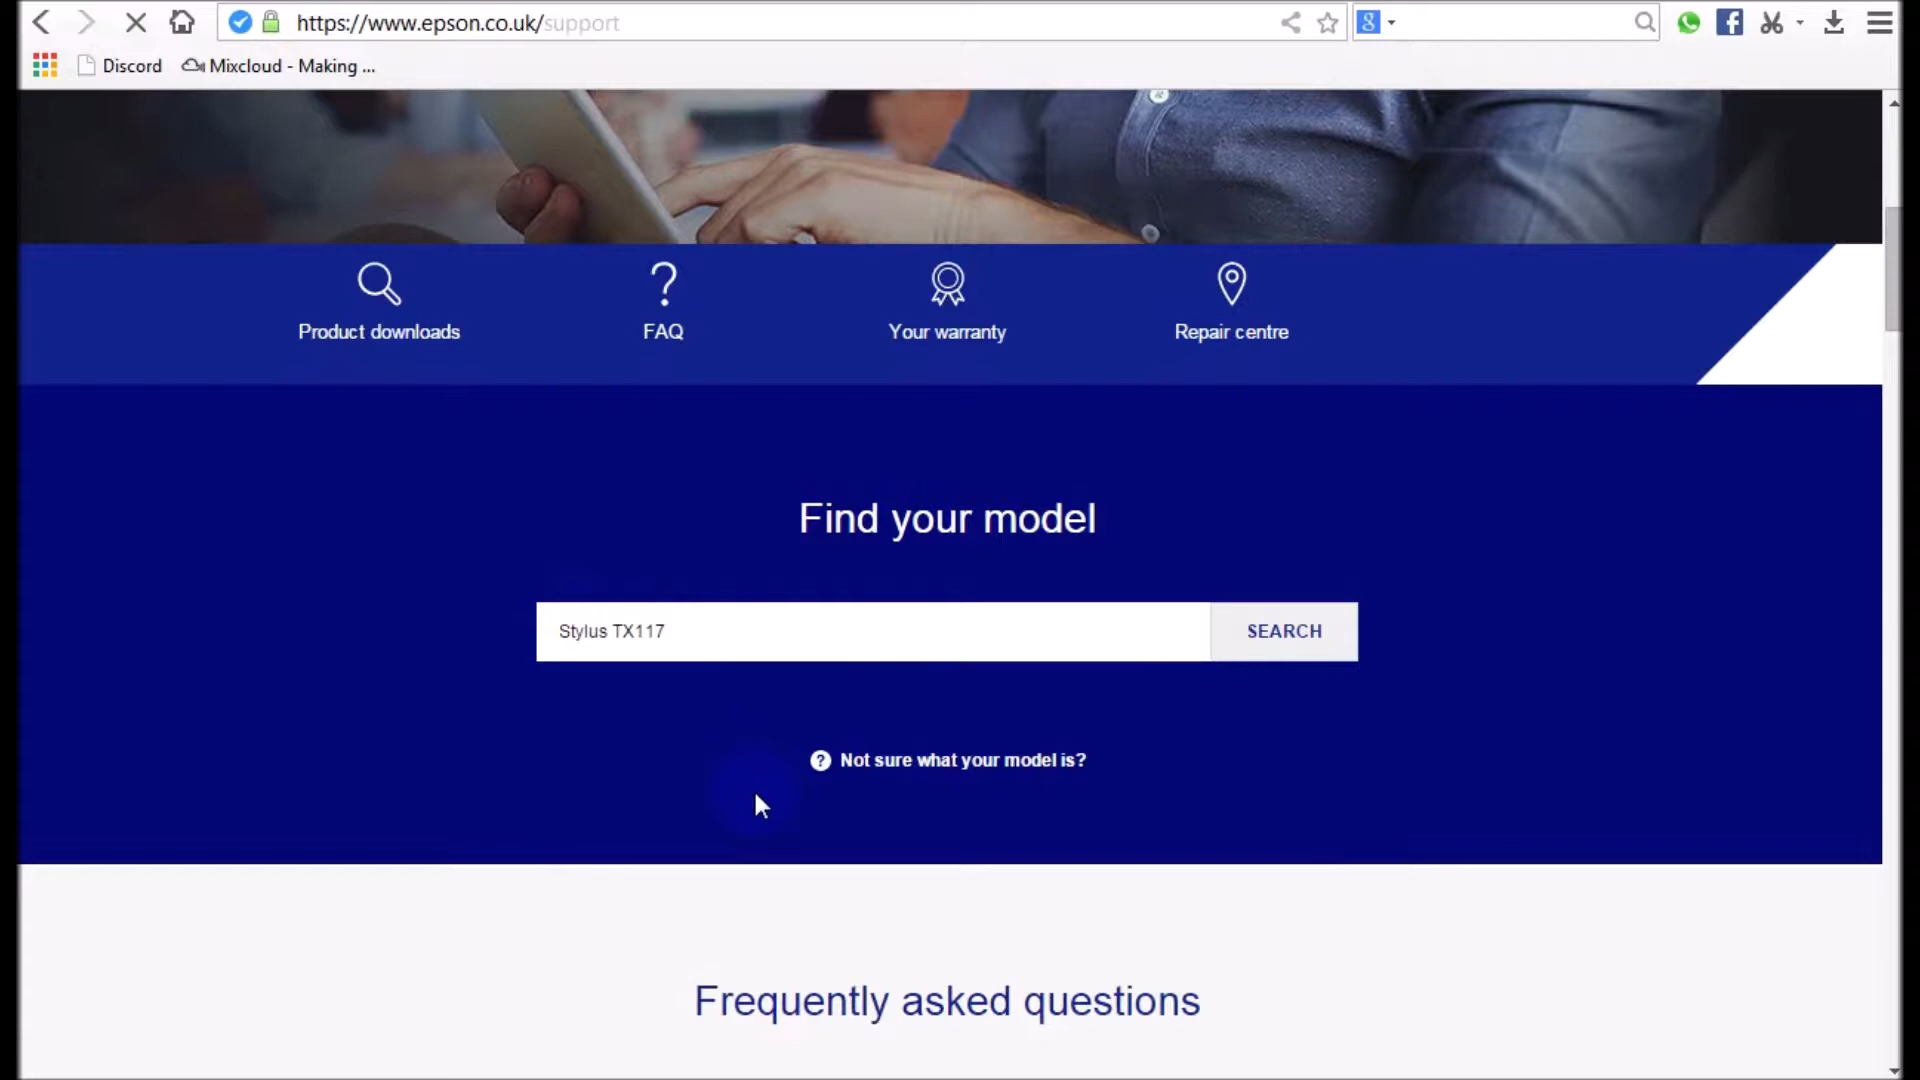 https://www.epson.co.uk/support
8
Discord
Mixcloud - Making ...
Product downloads
FAQ
Your warranty
Repair centre
Find your model
Stylus TX117
SEARCH
? Not sure what your model is?
Frequently asked questions